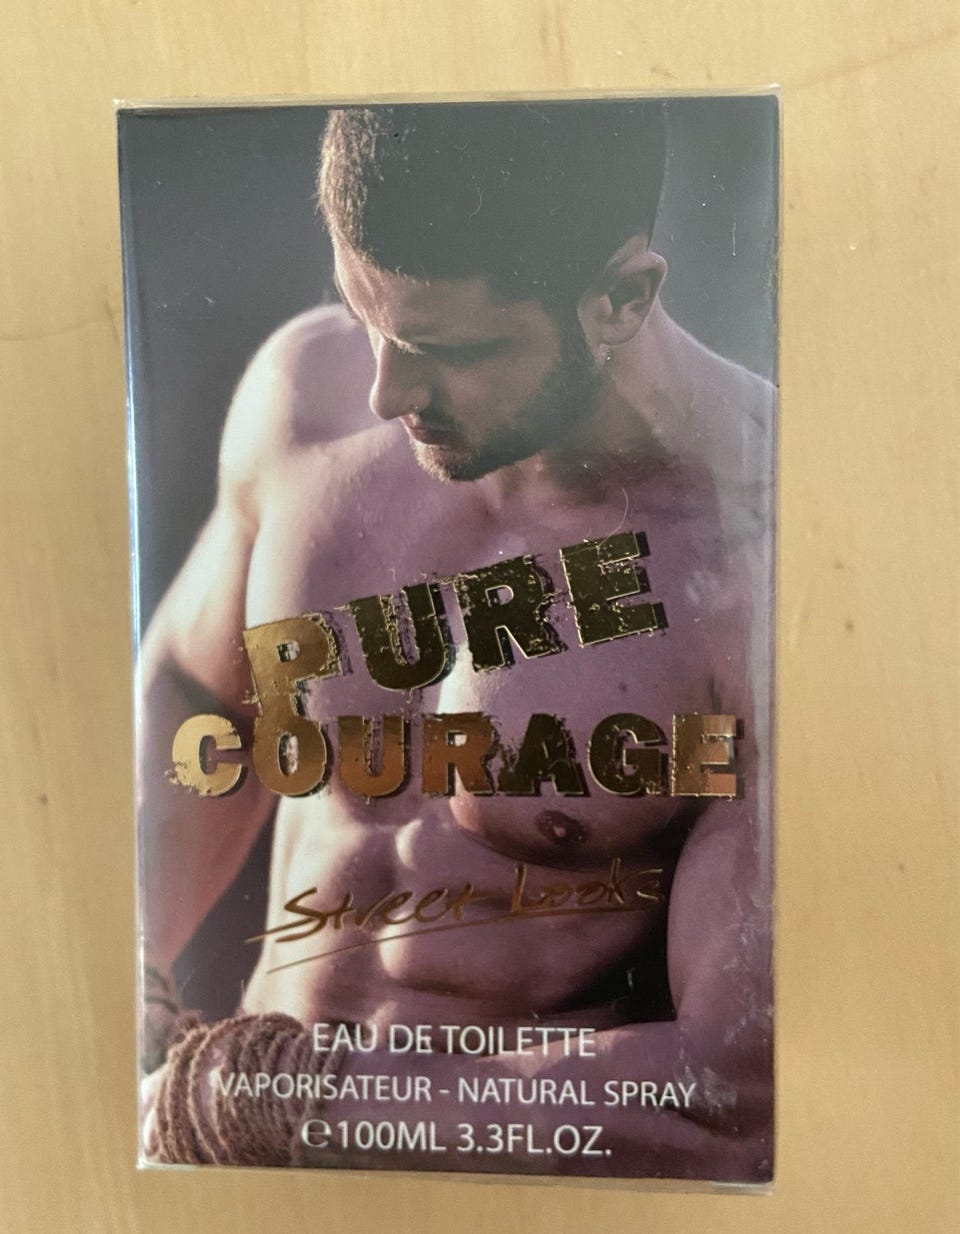 PURE
COURAGE
Street Looks
EAU DE TOILETTE
VAPORISATEUR - NATURAL SPRAY
℮100ML 3.3FL.OZ.